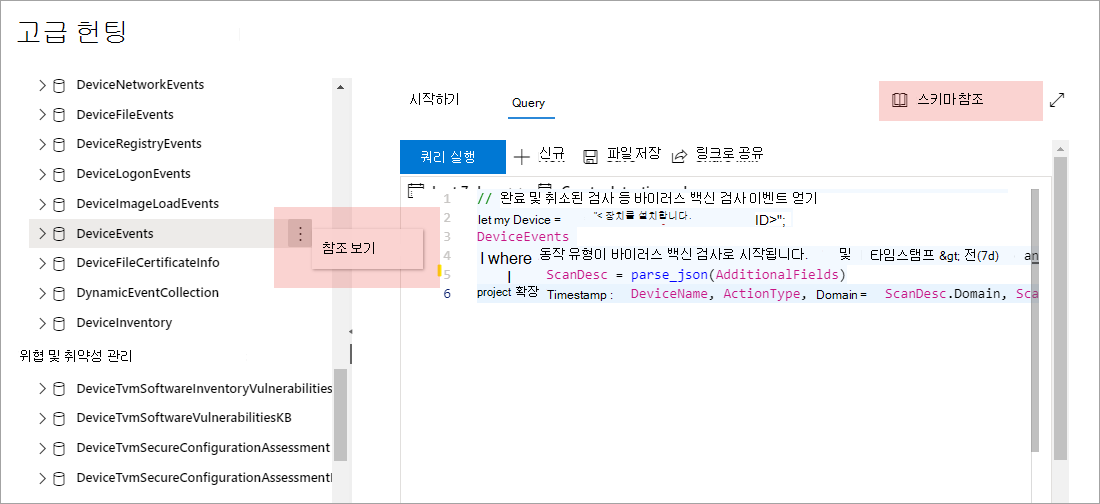 고급 헌팅
DeviceNetworkEvents
DeviceFileEvents
DeviceRegistryEvents
DeviceLogonEvents
DeviceImageLoadEvents
DeviceEvents
참조 보기
DeviceFileCertificateInfo
DynamicEventCollection
DeviceInventory
위협 및 취약성 관리
DeviceTvmSoftwareInventoryVulnerabilities
DeviceTvmSoftwareVulnerabilitiesKB
DeviceTvmSecureConfigurationAssessment
DeviceTvmSecureConfigurationAssessment
시작하기
Query
스키마 참조
쿼리 실행
신규
파일 저장
링크로 공유
1 // 완료 및 취소된 검사 등 바이러스 백신 검사 이벤트 얻기
2 let my Device = "< 장치를 설치합니다. ID>";
3 DeviceEvents
4 | where 동작 유형이 바이러스 백신 검사로 시작됩니다. 및 타임스탬프 &gt; 전(7d) an
5 | ScanDesc = parse_json(AdditionalFields)
6 project 확장 Timestamp : DeviceName, ActionType, Domain = ScanDesc.Domain, Sca